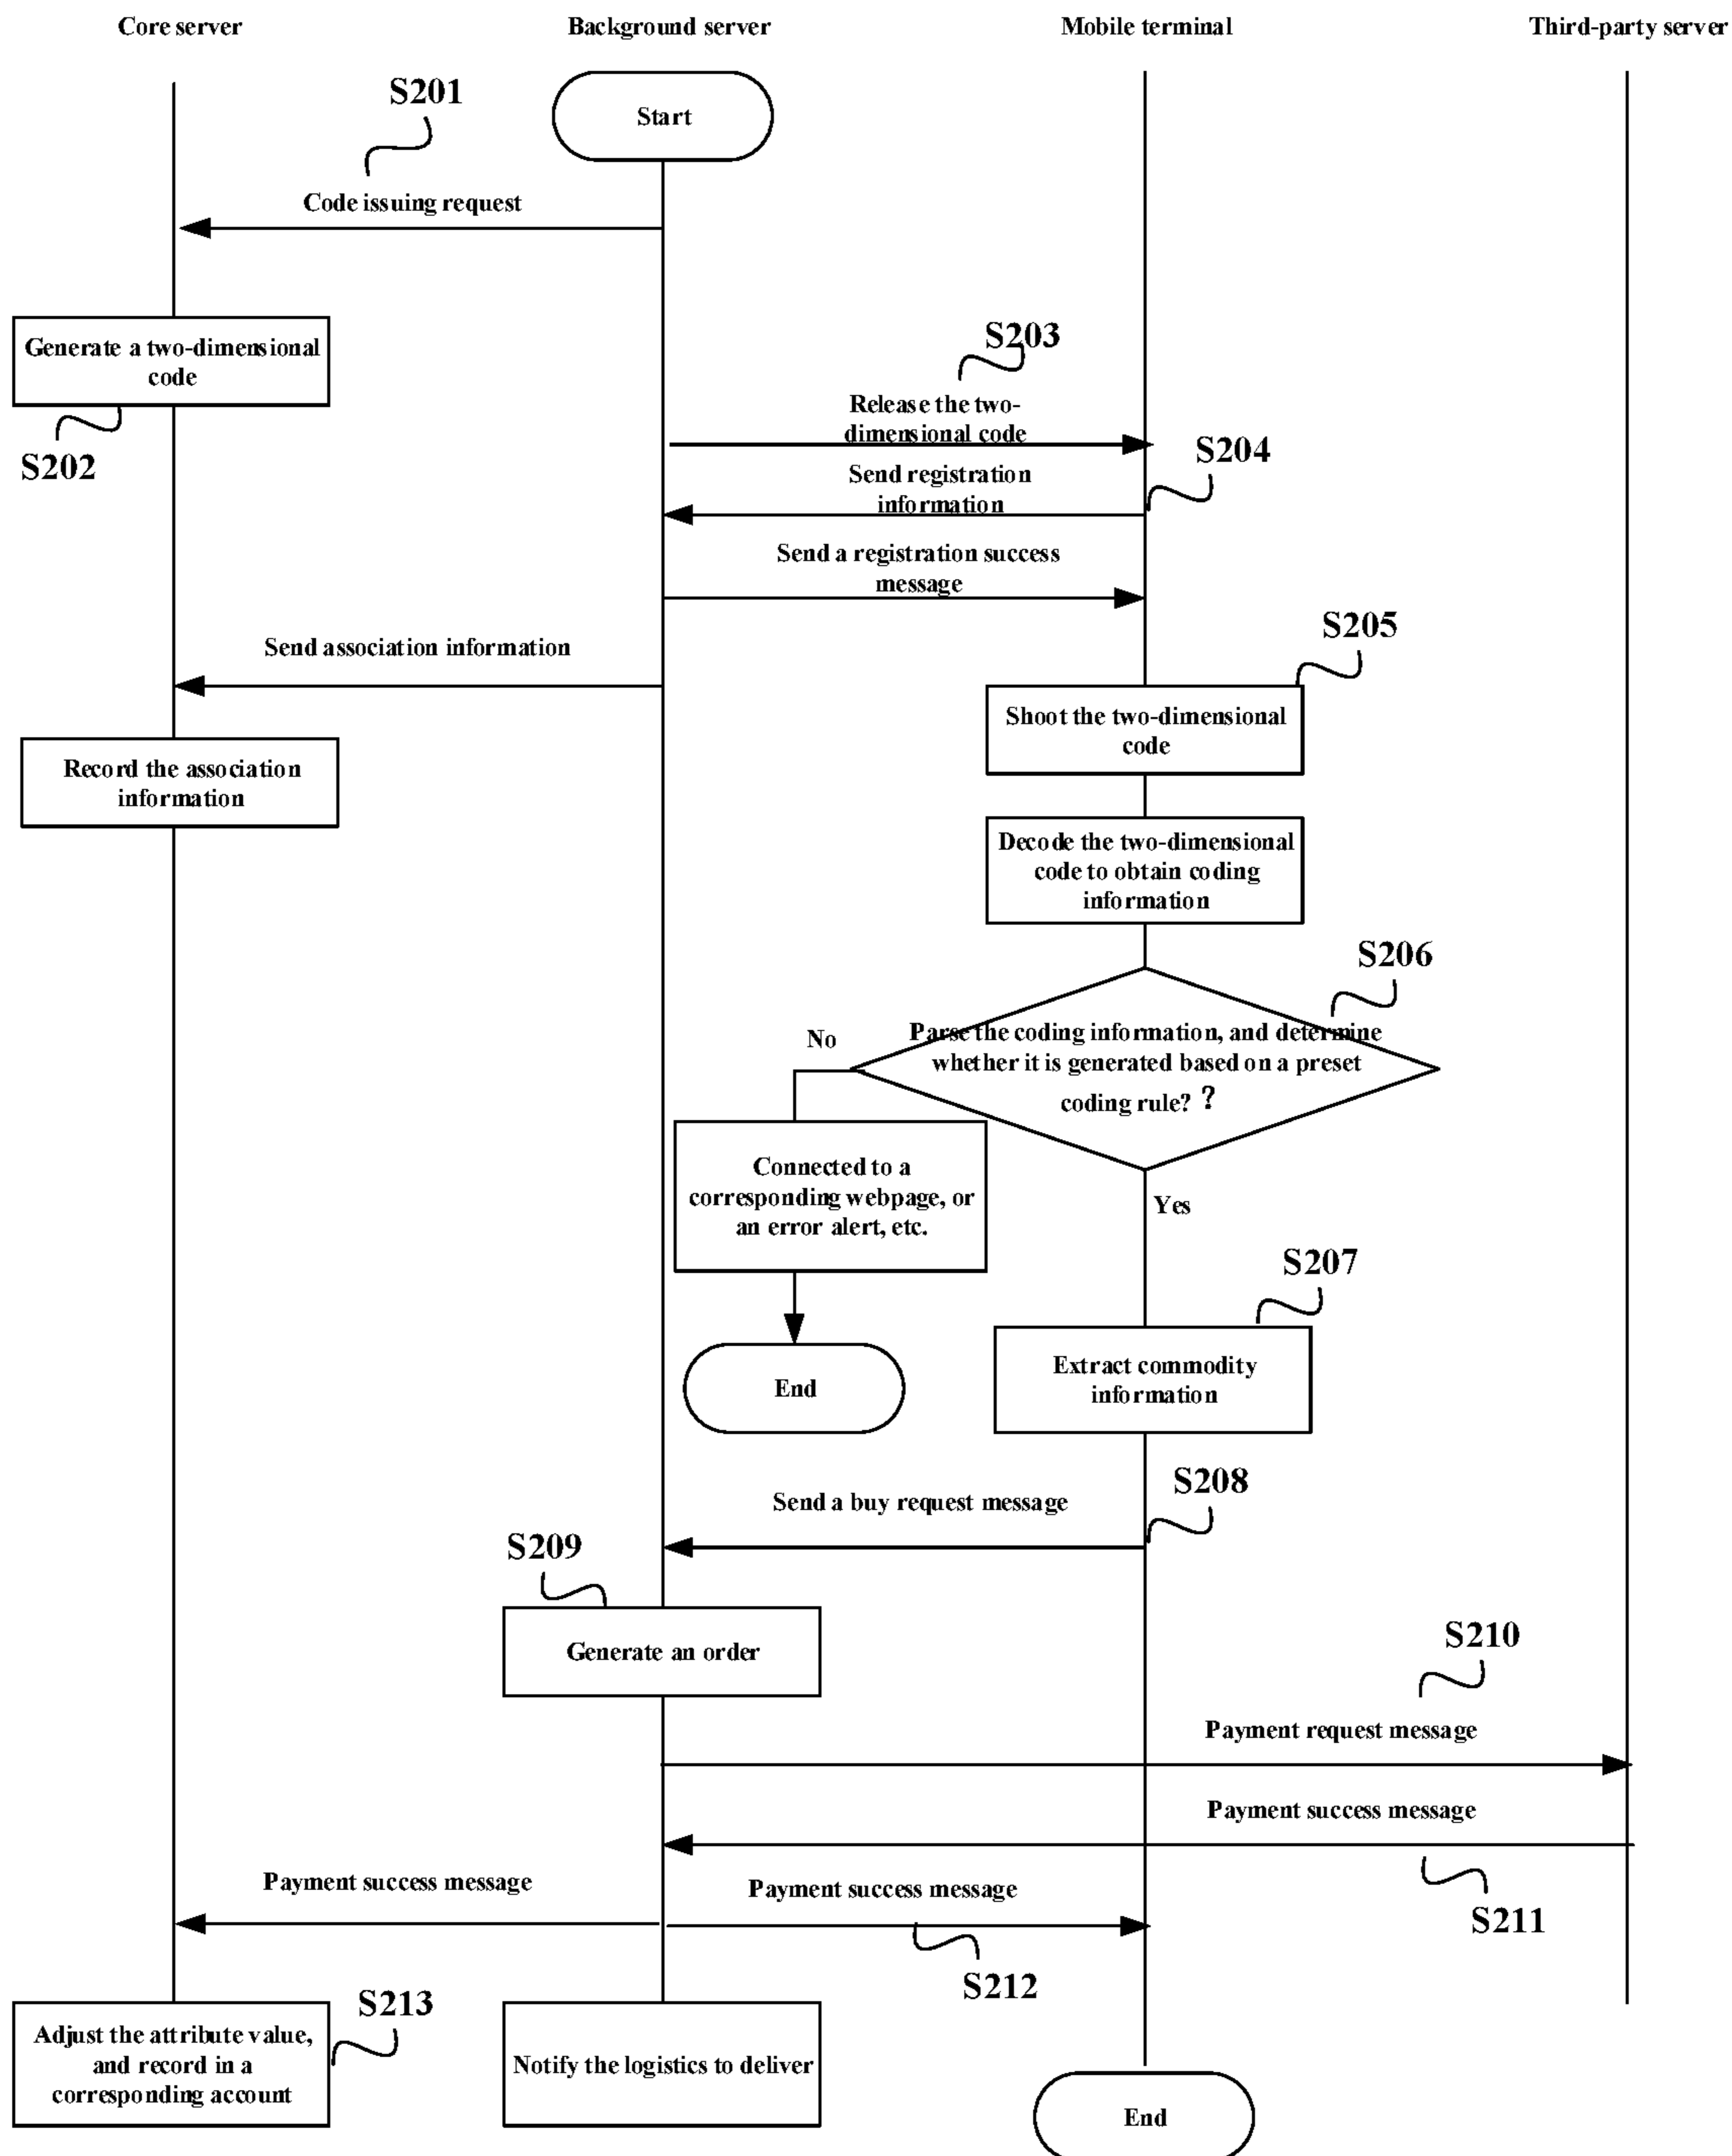 Core server
Background server
Mobile terminal
Third-party server
Start
S201
Code issuing request
Generate a two-dimensional
code
S202
S203
Release the two-
dimensional code
S204
Send registration
information
Send a registration success
message
Send association information
S205
Shoot the two-dimensional
code
Record the association
information
Decode the two-dimensional
code to obtain coding
information
S206
Parse the coding information, and determine
whether it is generated based on a preset
coding rule? ?
No
Connected to a
corresponding webpage, or
an error alert, etc.
Yes
End
S207
Extract commodity
information
S208
Send a buy request message
S209
Generate an order
S210
Payment request message
Payment success message
S211
Payment success message
Payment success message
S212
S213
Adjust the attribute value,
and record in a
corresponding account
Notify the logistics to deliver
End